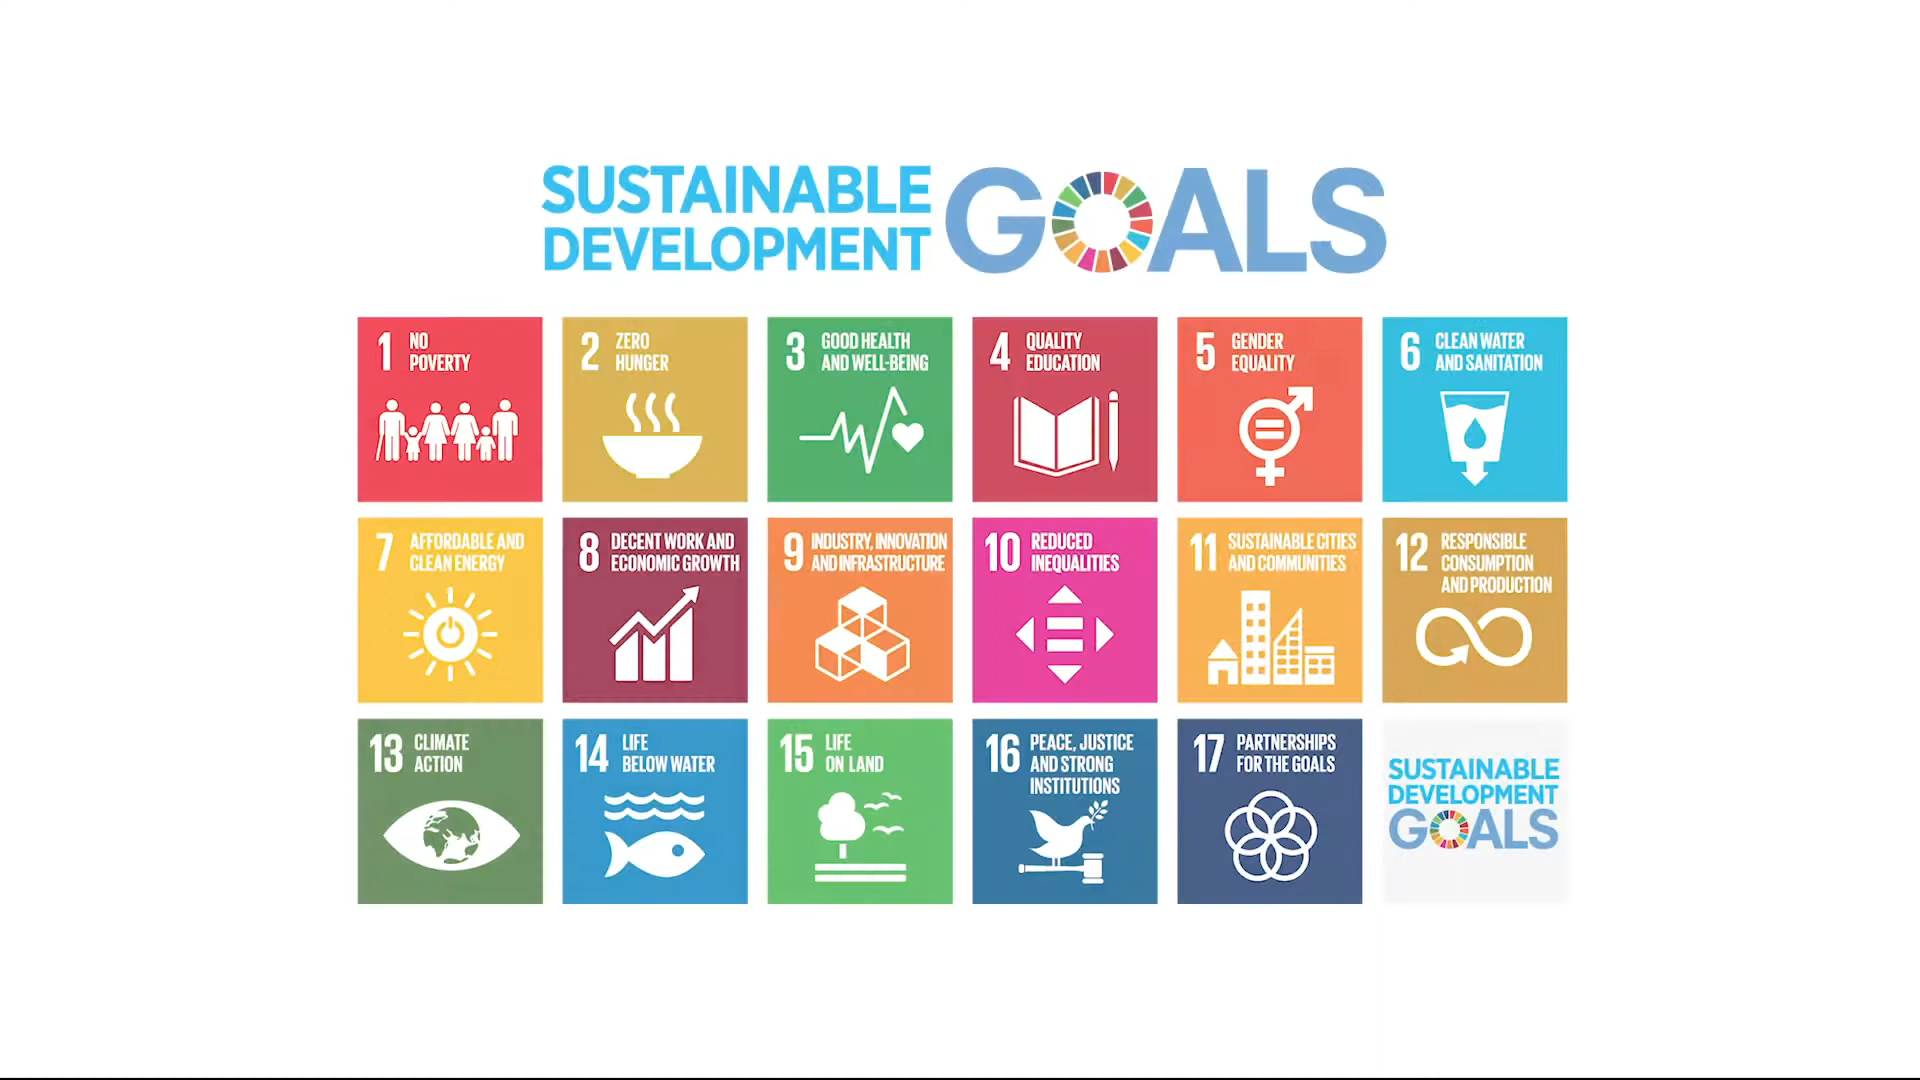 SUSTAINABLE
DEVELOPMENT
GOALS
1 NO
POVERTY
2 ZERO
HUNGER
3 GOOD HEALTH
AND WELL-BEING
4 QUALITY
EDUCATION
5 GENDER
EQUALITY
6 CLEAN WATER
AND SANITATION
7 AFFORDABLE AND
CLEAN ENERGY
8 DECENT WORK AND
ECONOMIC GROWTH
9 INDUSTRY, INNOVATION
AND INFRASTRUCTURE
10 REDUCED
INEQUALITIES
11 SUSTAINABLE CITIES
AND COMMUNITIES
12 RESPONSIBLE
CONSUMPTION
AND PRODUCTION
13 CLIMATE
ACTION
14 LIFE
BELOW WATER
15 LIFE
ON LAND
16 PEACE, JUSTICE
AND STRONG
INSTITUTIONS
17 PARTNERSHIPS
FOR THE GOALS
SUSTAINABLE
DEVELOPMENT
GOALS